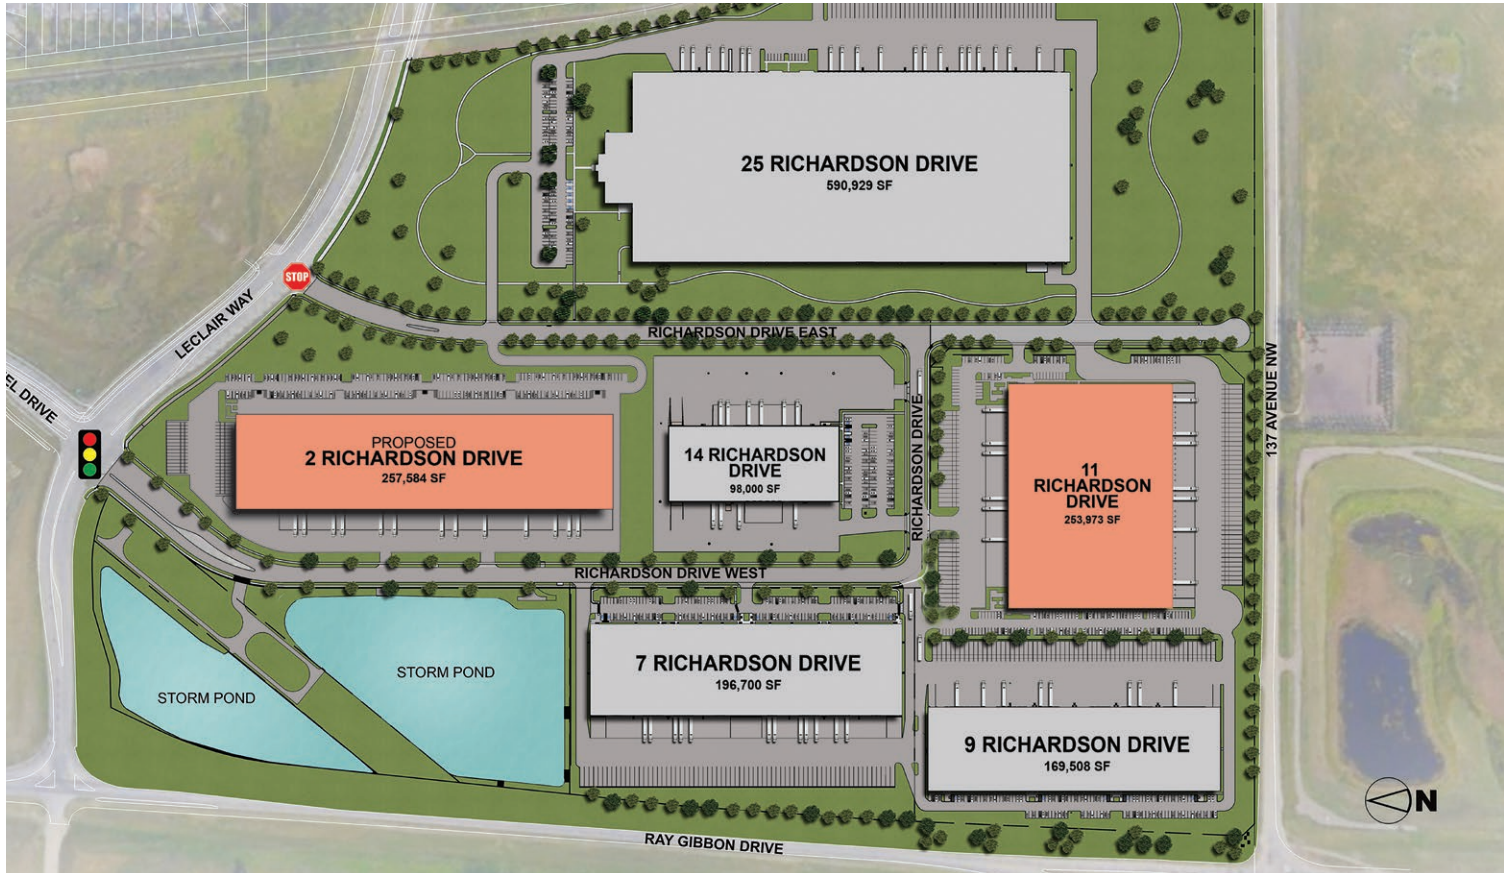 25 RICHARDSON DRIVE
590,929 SF
STOP
LECLAIR WAY
RICHARDSON DRIVE EAST
EL DRIVE
137 AVENUE NW
PROPOSED
2 RICHARDSON DRIVE
257,584 SF
14 RICHARDSON
DRIVE
98,000 SF
RICHARDSON DRIVE
11
RICHARDSON
DRIVE
253,973 SF
RICHARDSON DRIVE WEST
STORM POND
STORM POND
7 RICHARDSON DRIVE
196,700 SF
9 RICHARDSON DRIVE
169,508 SF
N
RAY GIBBON DRIVE